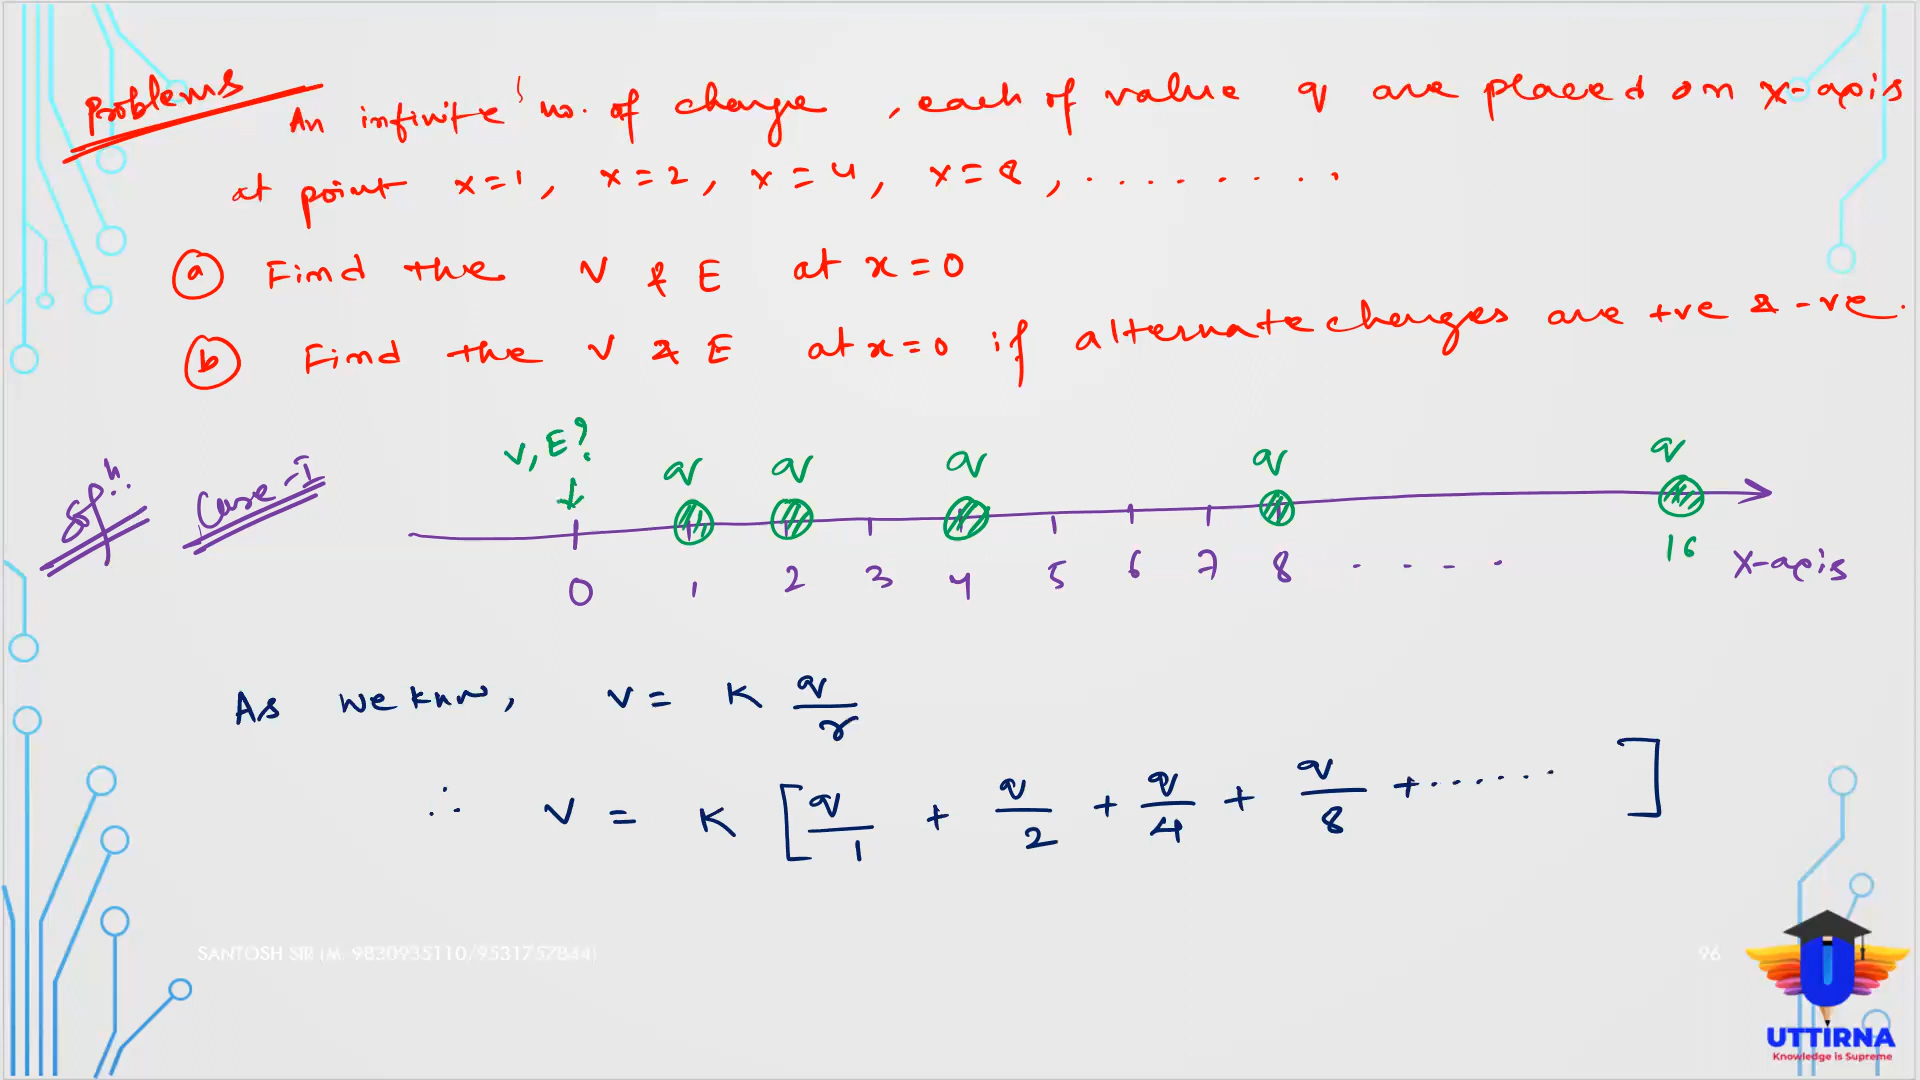 Problems An infinite no. of charge, each of value q are placed on X-axis
at point x=1, x=2, x=4, x=8, .........
(a) Find the V & E at x=0
(b) Find the V & E at x=0 if alternate charges are +ve & -ve.
V, E?
q q q q q
Solⁿ: Case-I
0 1 2 3 4 5 6 7 8 .... 16 X-axis
As we know, V = K q/r
∴ V = K [q/1 + q/2 + q/4 + q/8 + ......]
SANTOSH SIR (M. 9830935110/9531757844)
96
U
UTTIRNA
Knowledge is Supreme